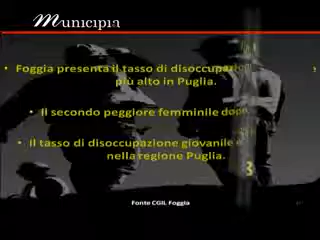 Municipia
• Foggia presenta il tasso di disoccupazione
più alto in Puglia.
• Il secondo peggiore femminile dopo
• il tasso di disoccupazione giovanile è
nella regione Puglia.
Fonte CGIL Foggia